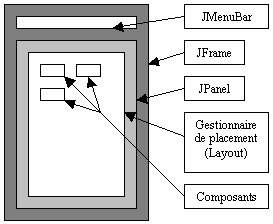 JMenuBar
JFrame
JPanel
Gestionnaire
de placement
(Layout)
Composants